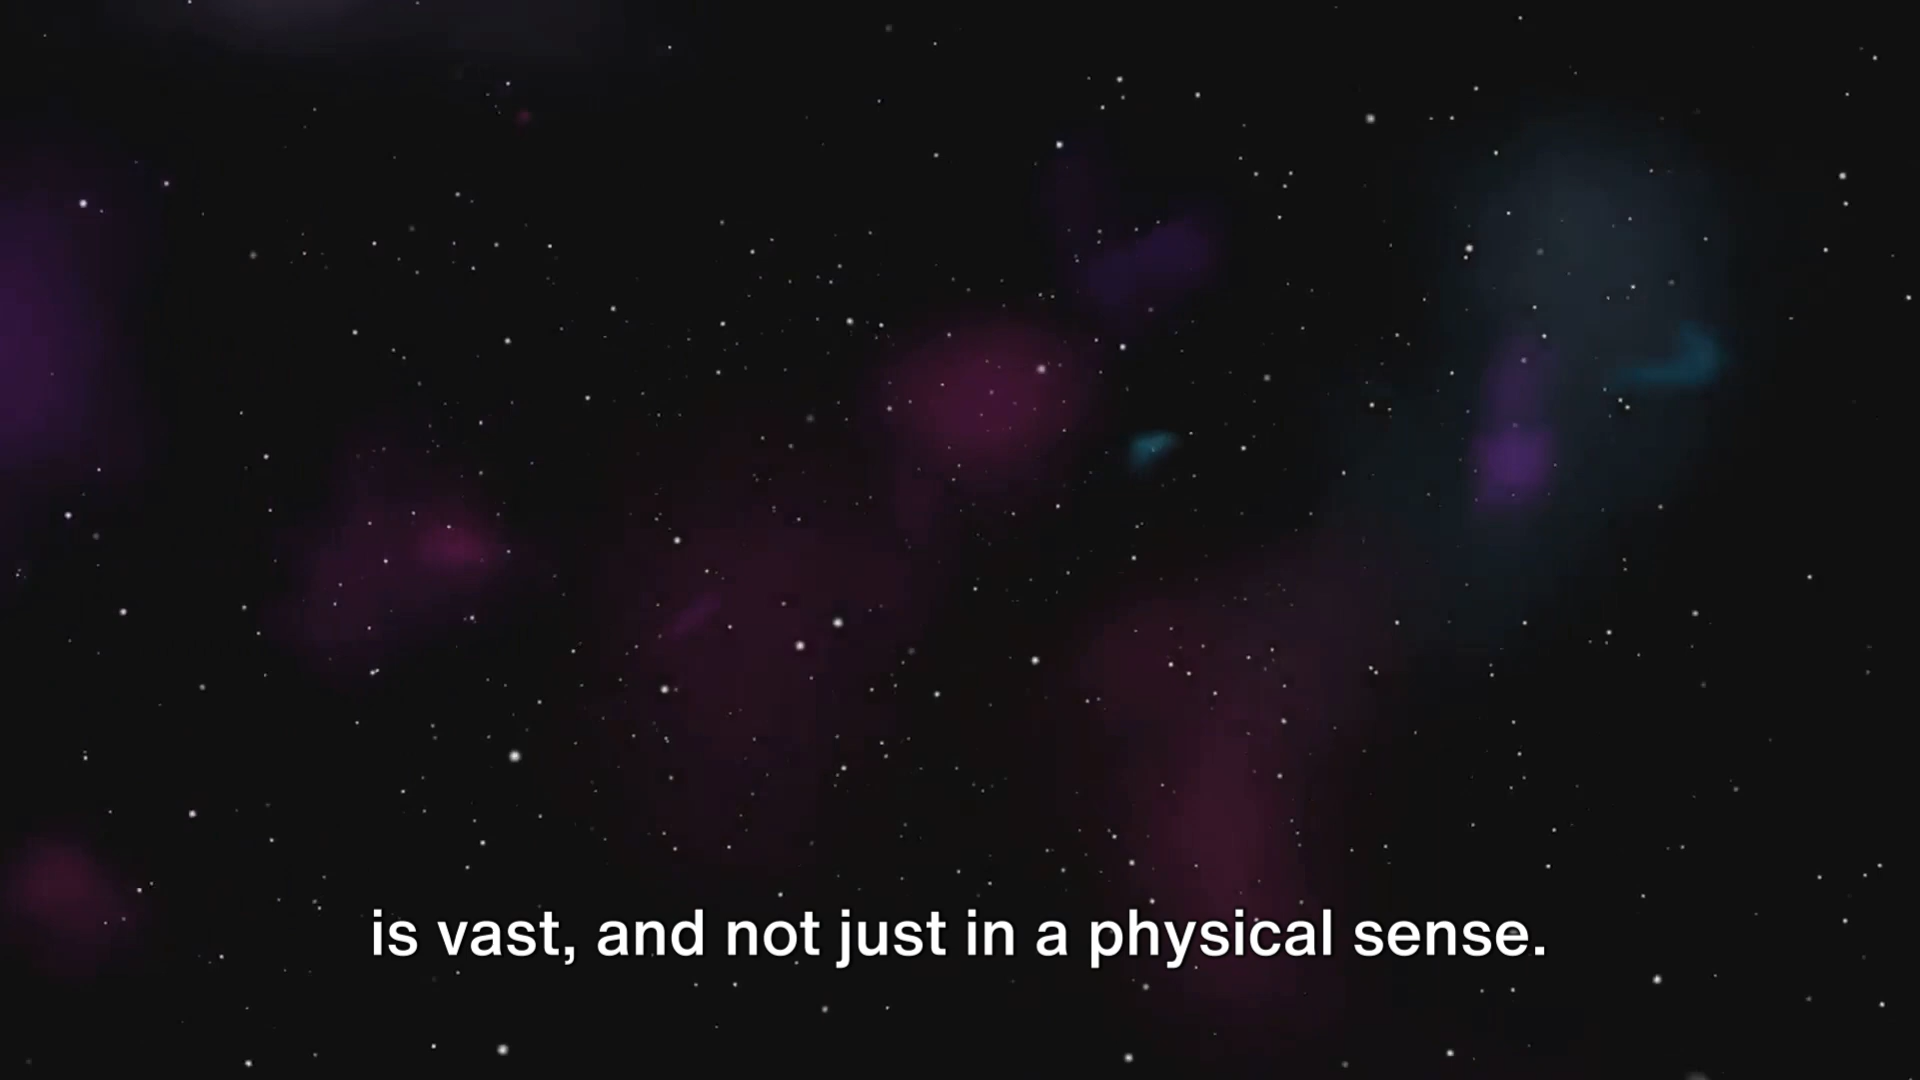 is vast, and not just in a physical sense.